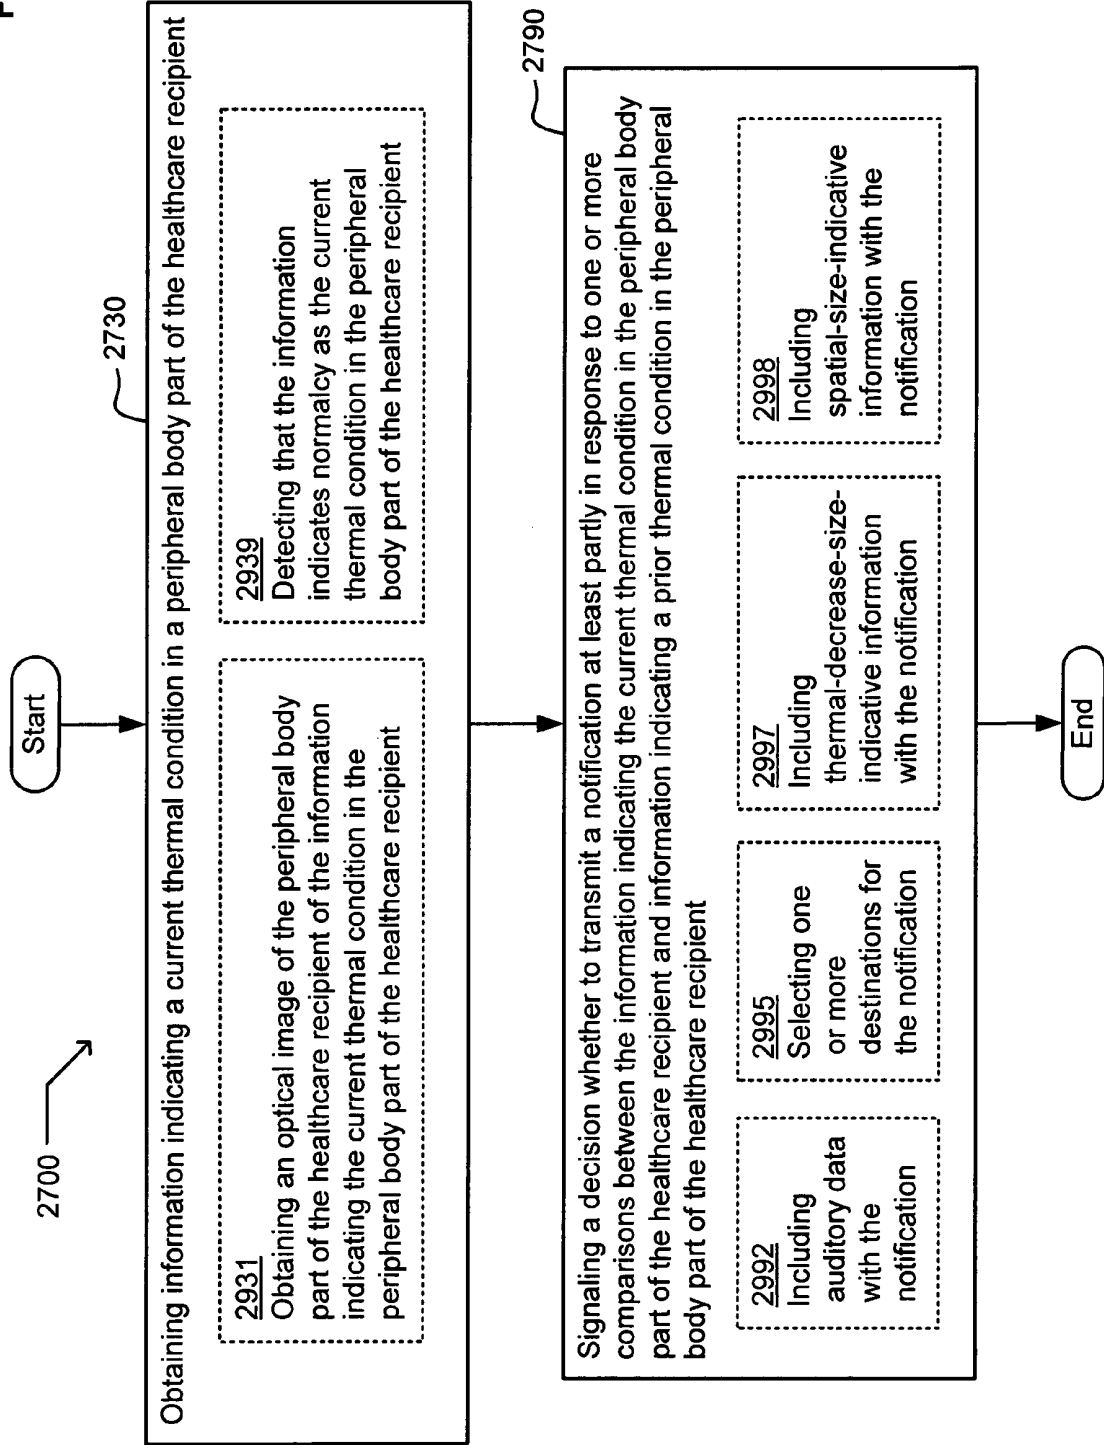 Start
2700
2730
Obtaining information indicating a current thermal condition in a peripheral body part of the healthcare recipient
2931
Obtaining an optical image of the peripheral body
part of the healthcare recipient of the information
indicating the current thermal condition in the
peripheral body part of the healthcare recipient
2939
Detecting that the information
indicates normalcy as the current
thermal condition in the peripheral
body part of the healthcare recipient
2790
Signaling a decision whether to transmit a notification at least partly in response to one or more
comparisons between the information indicating the current thermal condition in the peripheral body
part of the healthcare recipient and information indicating a prior thermal condition in the peripheral
body part of the healthcare recipient
2992
Including
auditory data
with the
notification
2995
Selecting one
or more
destinations for
the notification
2997
Including
thermal-decrease-size-
indicative information
with the notification
2998
Including
spatial-size-indicative
information with the
notification
End